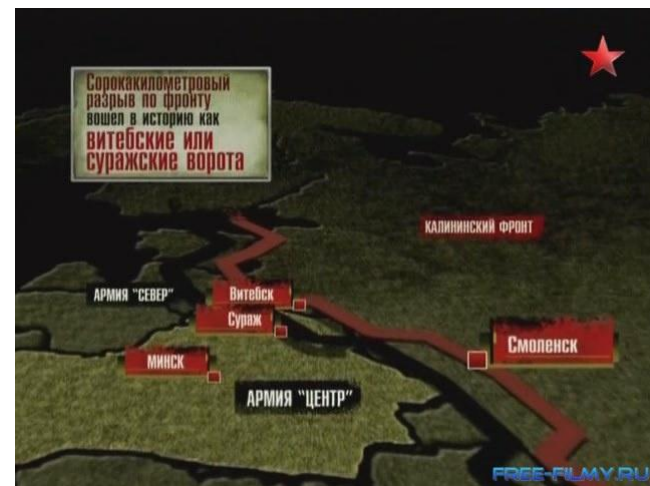 Сорокакилометровый
разрыв по фронту
вошел в историю как
витебские или
суражские ворота
КАЛИНИНСКИЙ ФРОНТ
АРМИЯ "СЕВЕР"
Витебск
Сураж
Смоленск
МИНСК
АРМИЯ "ЦЕНТР"
FREE-FILMY.RU